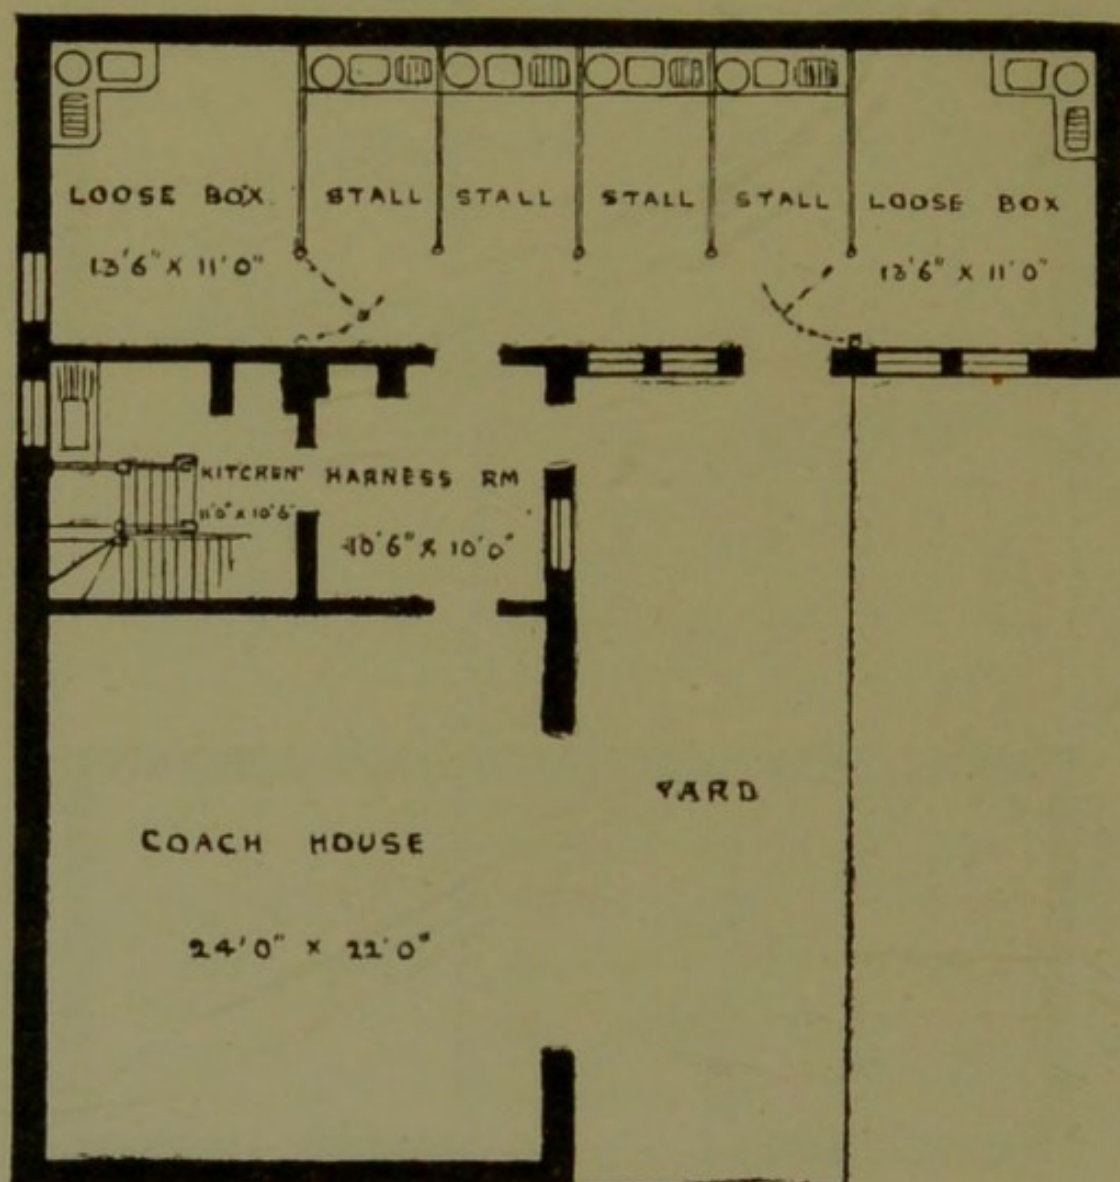 LOOSE BOX
STALL
STALL
STALL
STALL
LOOSE BOX
13'6" X 11'0"
13'6" X 11'0"
KITCHEN
11'0" X 10'6"
HARNESS RM
10'6" X 10'0"
YARD
COACH HOUSE
24'0" X 22'0"